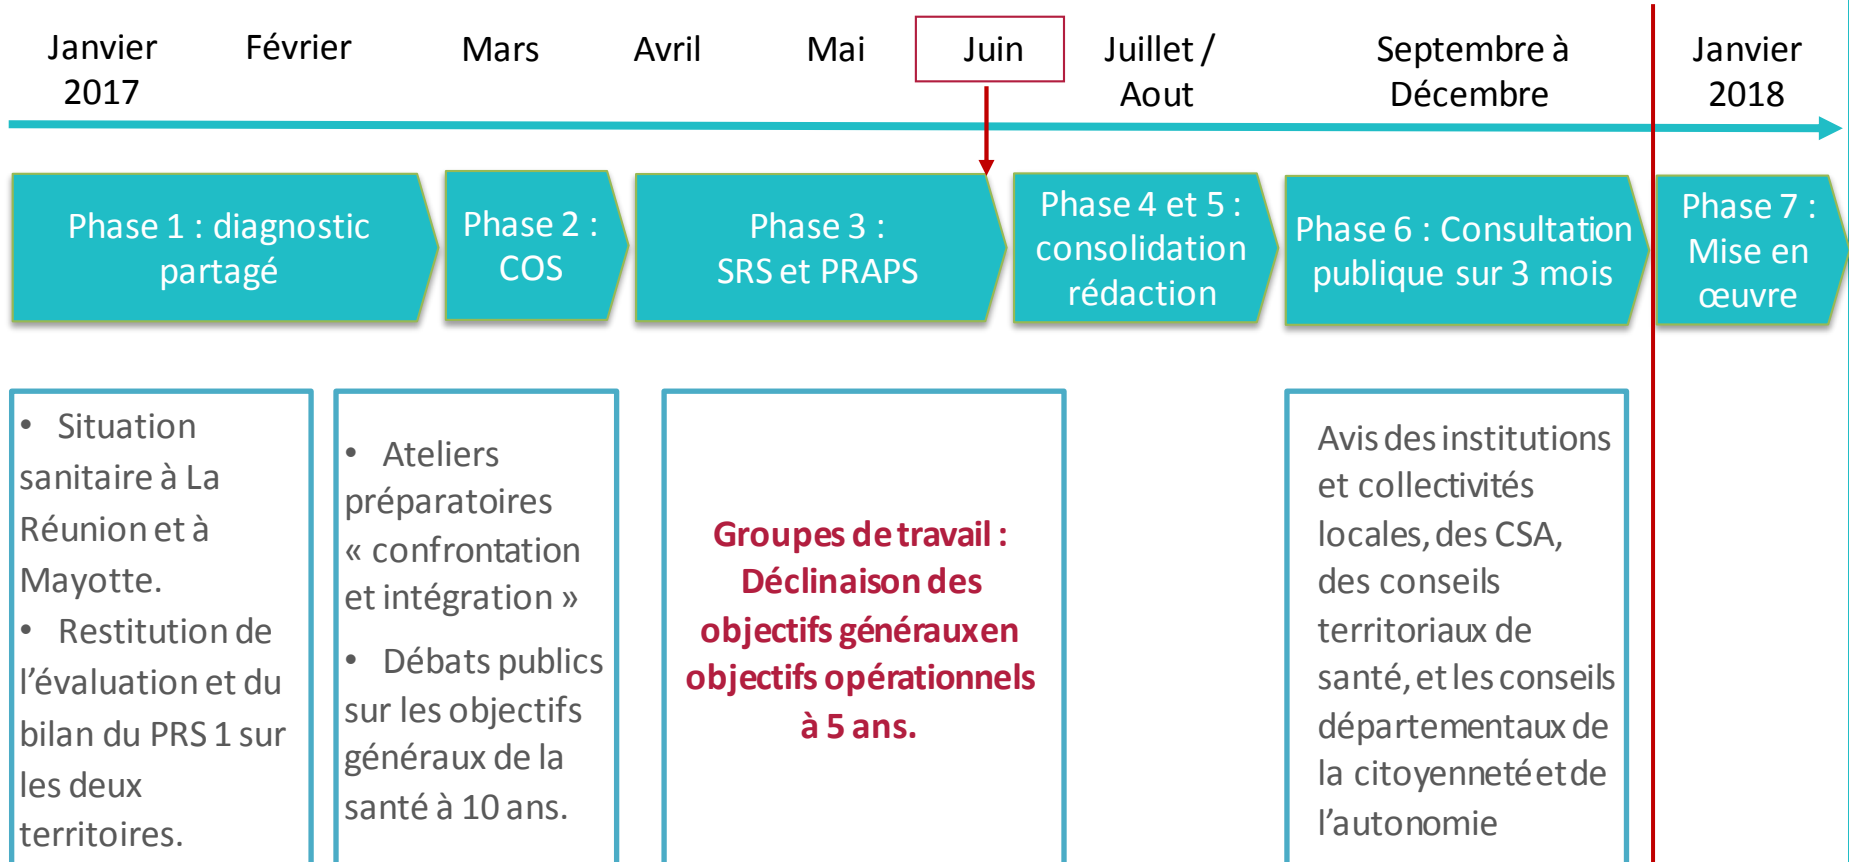 Janvier
2017
Février
Mars
Avril
Mai
Juin
Juillet /
Aout
Septembre à
Décembre
Janvier
2018
Phase 1 : diagnostic
partagé
Phase 2 :
COS
Phase 3 :
SRS et PRAPS
Phase 4 et 5 :
consolidation
rédaction
Phase 6 : Consultation
publique sur 3 mois
Phase 7 :
Mise en
œuvre
• Situation
sanitaire à La
Réunion et à
Mayotte.
• Restitution de
l’évaluation et du
bilan du PRS 1 sur
les deux
territoires.
• Ateliers
préparatoires
« confrontation
et intégration »
• Débats publics
sur les objectifs
généraux de la
santé à 10 ans.
Groupes de travail :
Déclinaison des
objectifs généraux en
objectifs opérationnels
à 5 ans.
Avis des institutions
et collectivités
locales, des CSA,
des conseils
territoriaux de
santé, et les conseils
départementaux de
la citoyenneté et de
l’autonomie